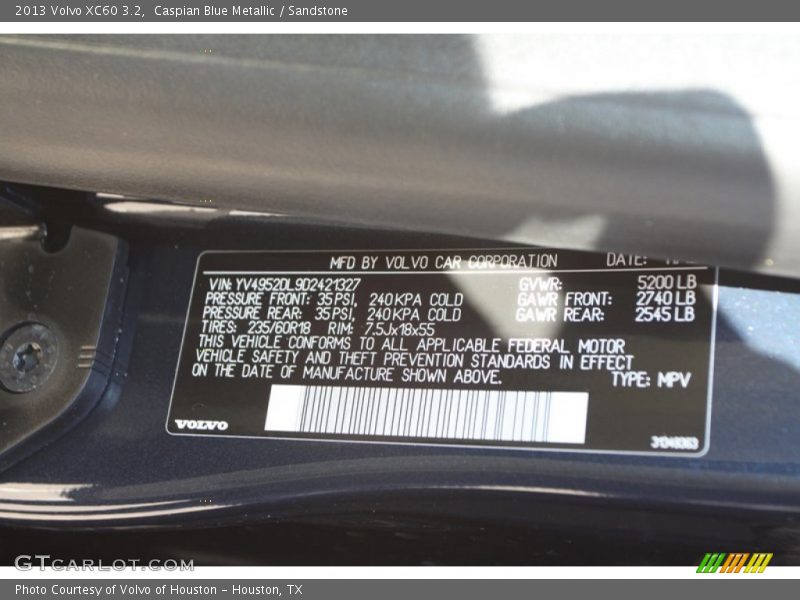 2013 Volvo XC60 3.2, Caspian Blue Metallic / Sandstone
MFD BY VOLVO CAR CORPORATION DATE:
VIN: YV4952DL9D2421327 GVWR: 5200 LB
PRESSURE FRONT: 35 PSI, 240 KPA COLD GAWR FRONT: 2740 LB
PRESSURE REAR: 35 PSI, 240 KPA COLD GAWR REAR: 2545 LB
TIRES: 235/60R18 RIM: 7.5Jx18x55
THIS VEHICLE CONFORMS TO ALL APPLICABLE FEDERAL MOTOR
VEHICLE SAFETY AND THEFT PREVENTION STANDARDS IN EFFECT
ON THE DATE OF MANUFACTURE SHOWN ABOVE. TYPE: MPV
VOLVO
GTCARLOT.COM
Photo Courtesy of Volvo of Houston - Houston, TX